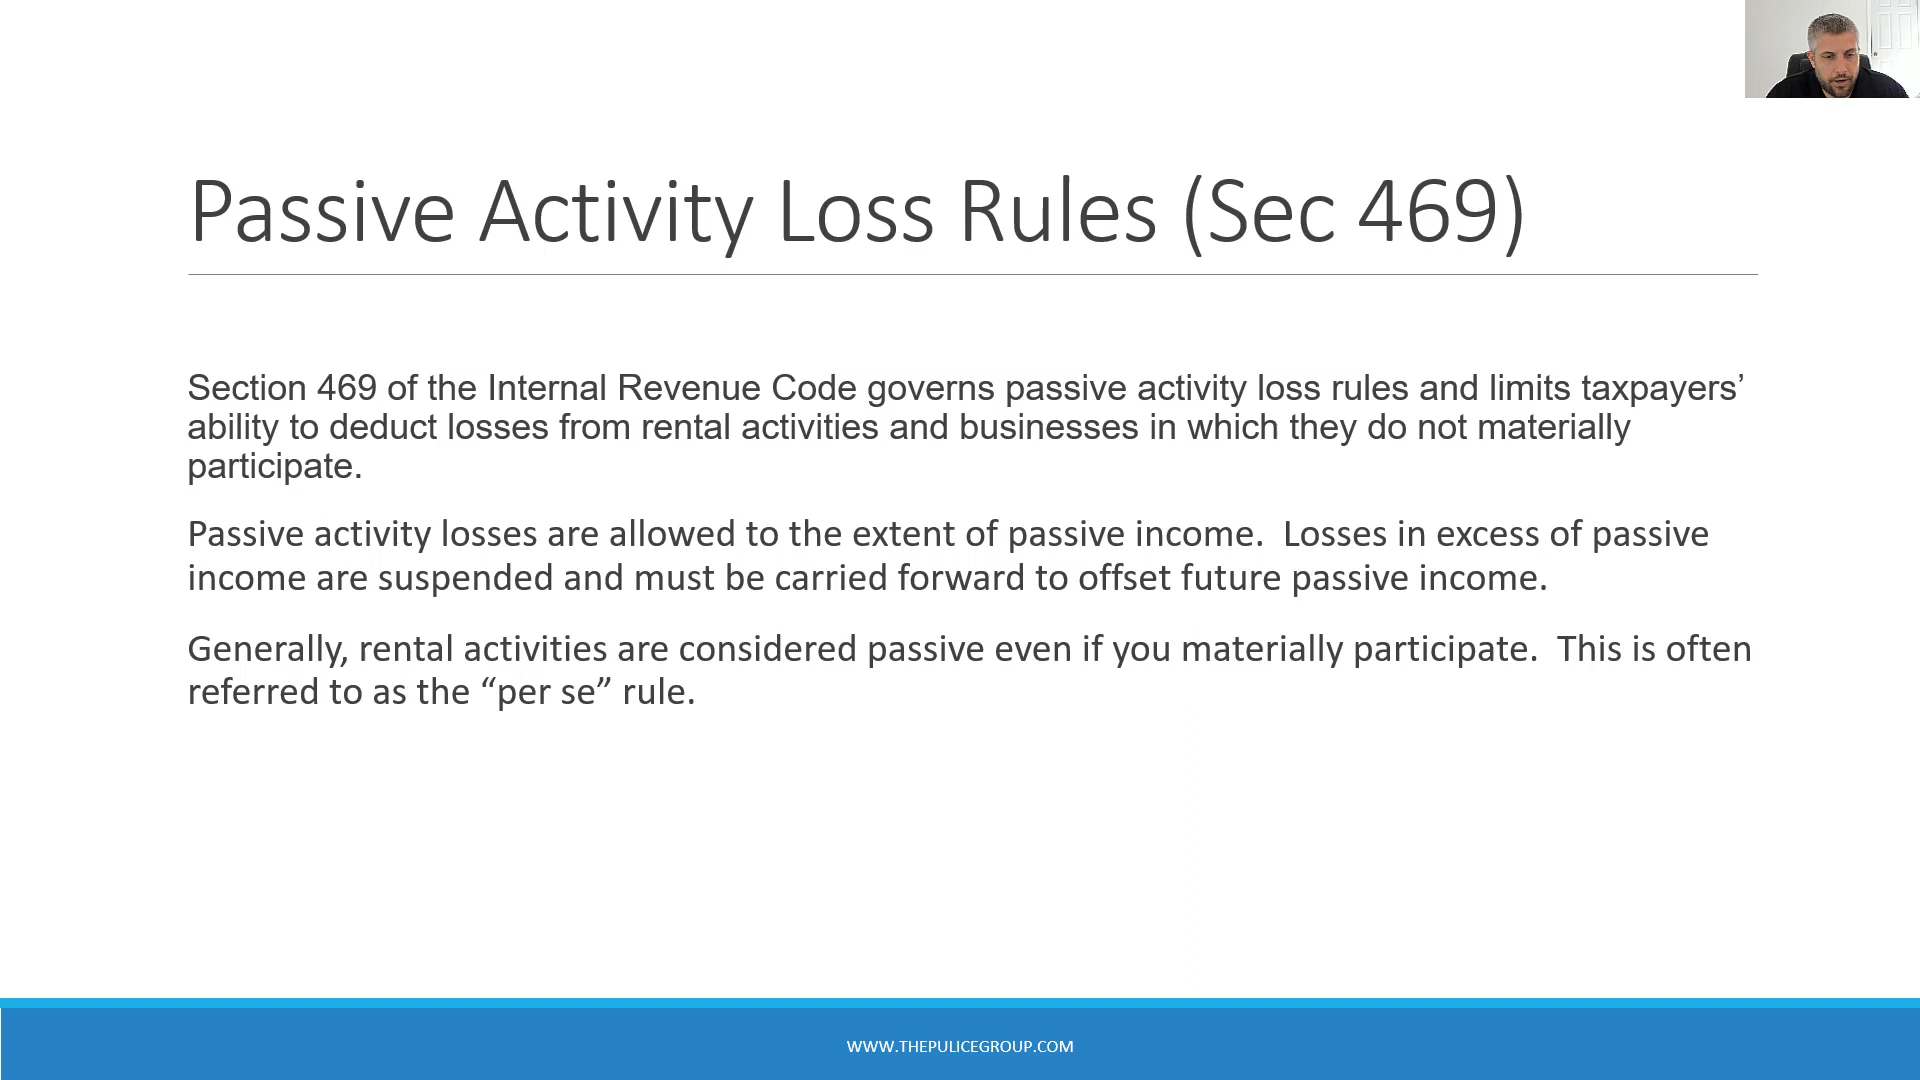 Passive Activity Loss Rules (Sec 469)
Section 469 of the Internal Revenue Code governs passive activity loss rules and limits taxpayers’
ability to deduct losses from rental activities and businesses in which they do not materially
participate.
Passive activity losses are allowed to the extent of passive income.  Losses in excess of passive
income are suspended and must be carried forward to offset future passive income.
Generally, rental activities are considered passive even if you materially participate.  This is often
referred to as the “per se” rule.
WWW.THEPULICEGROUP.COM